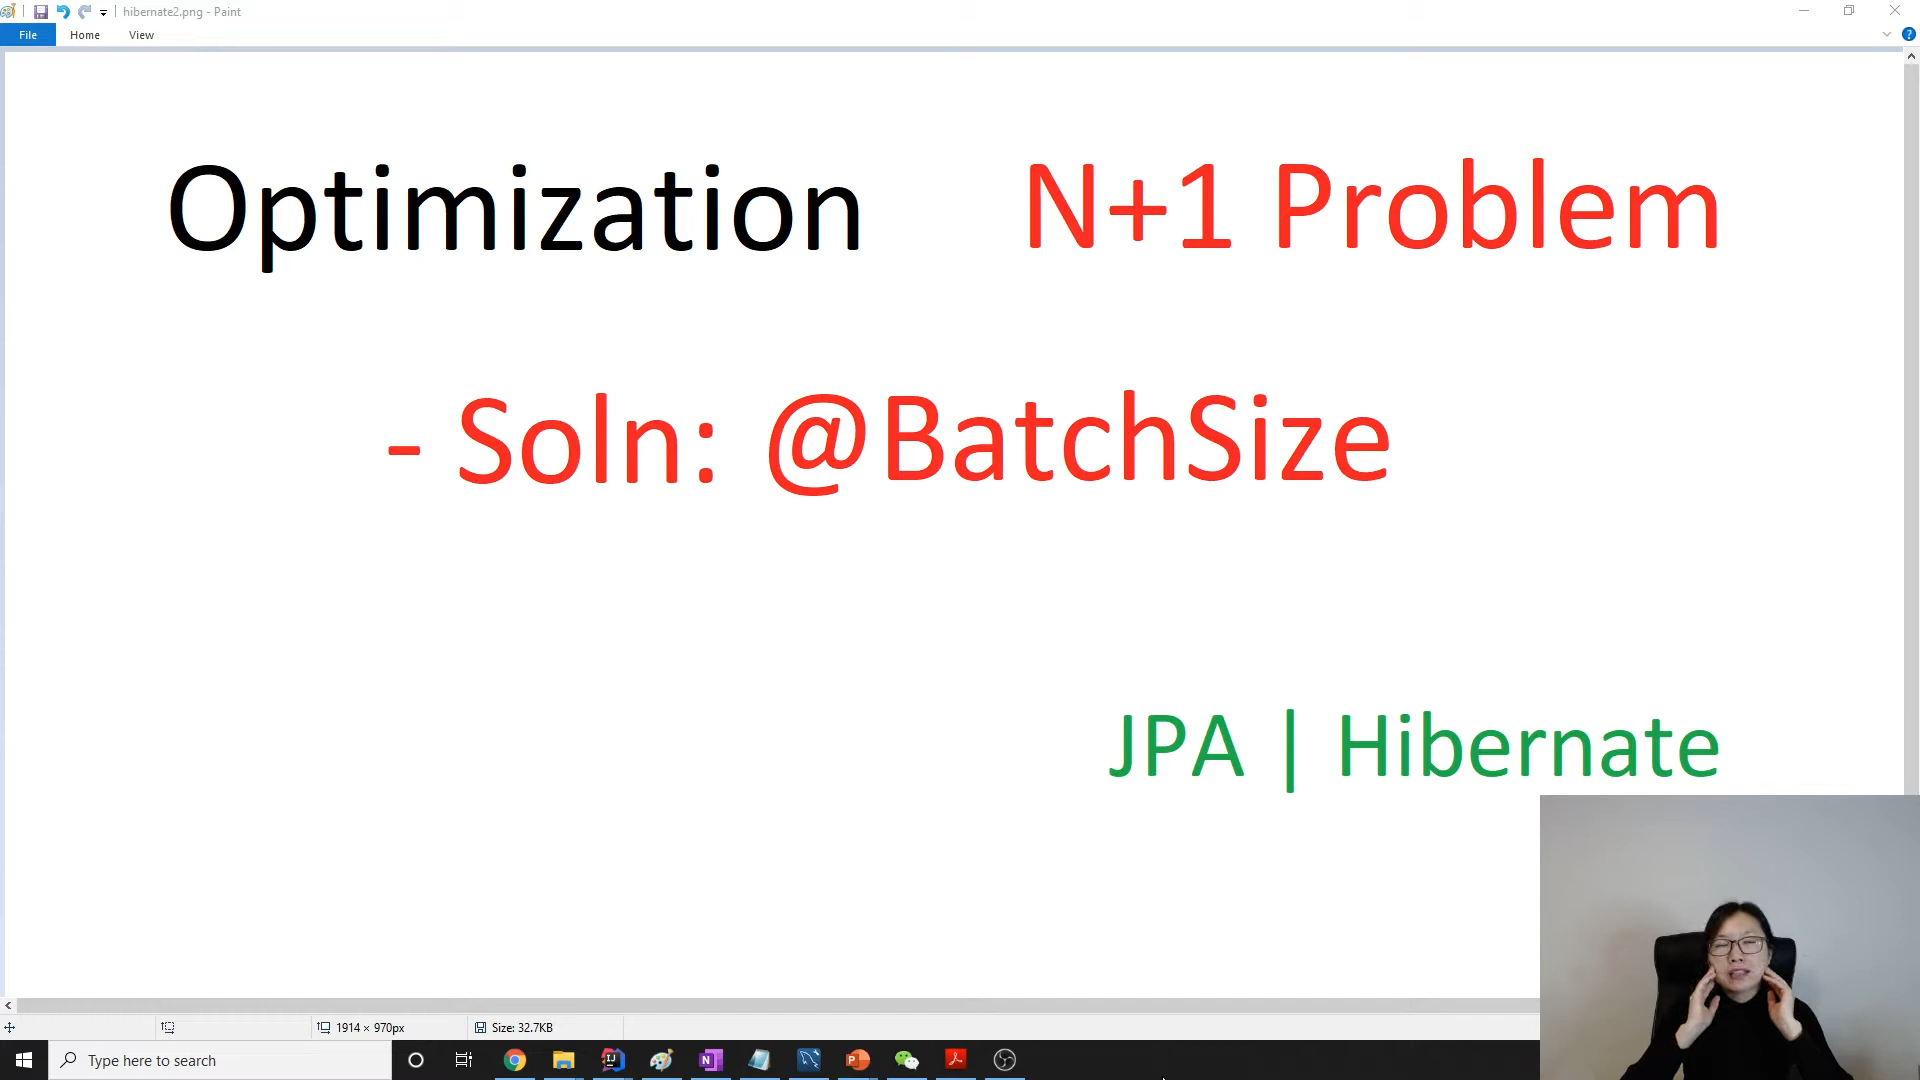 hibernate2.png - Paint
File Home View
Optimization N+1 Problem
- Soln: @BatchSize
JPA | Hibernate
1914 × 970px Size: 32.7KB
Type here to search